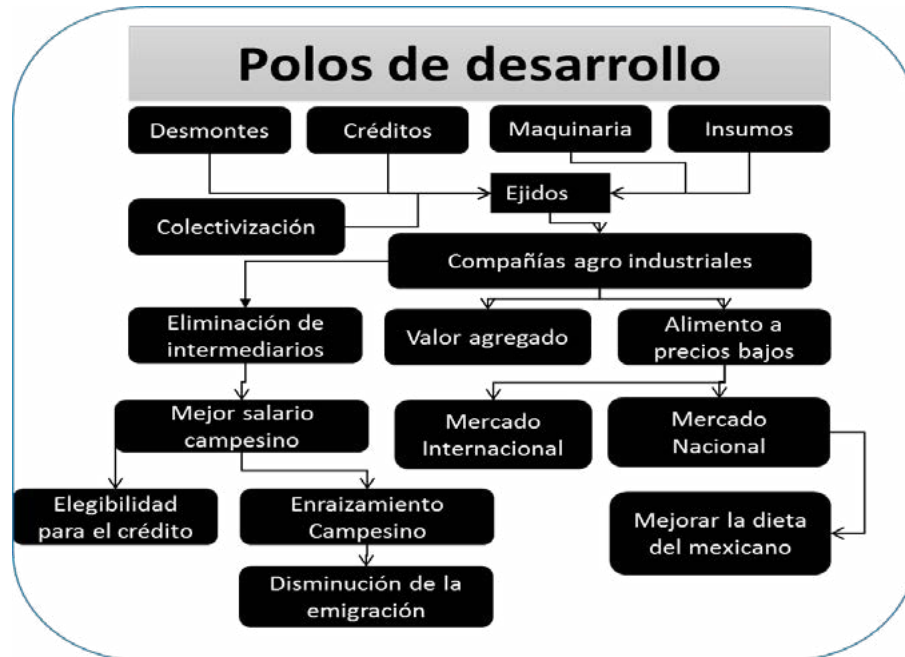 Polos de desarrollo
Desmontes
Créditos
Maquinaria
Insumos
Ejidos
Colectivización
Compañías agro industriales
Eliminación de
intermediarios
Valor agregado
Alimento a
precios bajos
Mejor salario
campesino
Mercado
Internacional
Mercado
Nacional
Elegibilidad
para el crédito
Enraizamiento
Campesino
Mejorar la dieta
del mexicano
Disminución de la
emigración